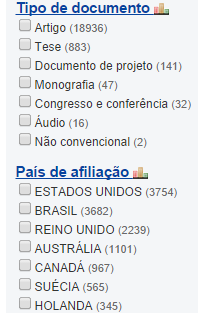 Tipo de documento
Artigo (18936)
Tese (883)
Documento de projeto (141)
Monografia (47)
Congresso e conferência (32)
Áudio (16)
Não convencional (2)
País de afiliação
ESTADOS UNIDOS (3754)
BRASIL (3682)
REINO UNIDO (2239)
AUSTRÁLIA (1101)
CANADÁ (967)
SUÉCIA (565)
HOLANDA (345)